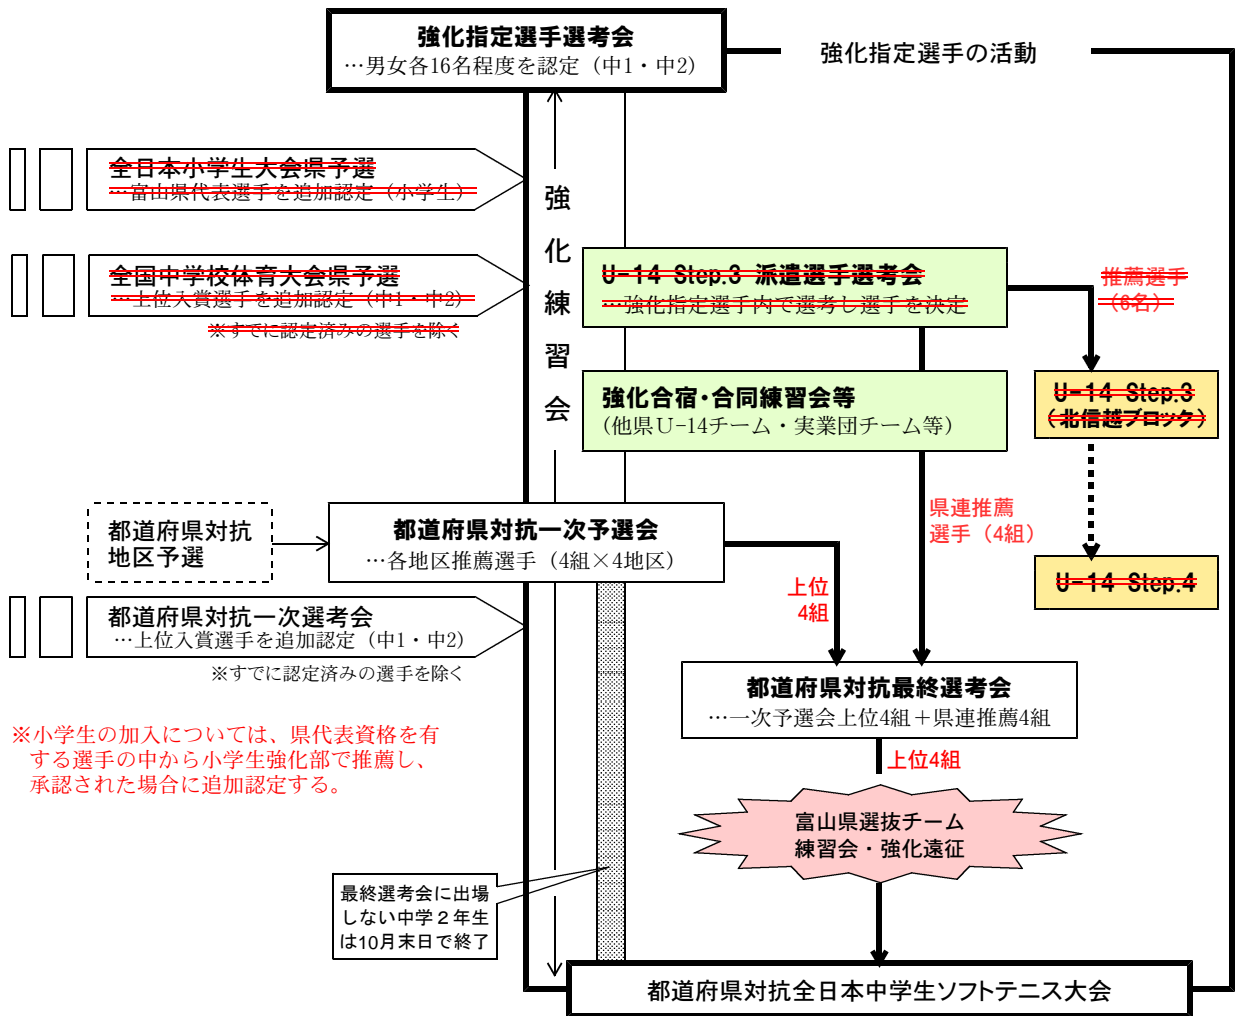 強化指定選手選考会
…男女各16名程度を認定（中1・中2）
強化指定選手の活動
全日本小学生大会県予選
…富山県代表選手を追加認定（小学生）
強化練習会
全国中学校体育大会県予選
…上位入賞選手を追加認定（中1・中2）
※すでに認定済みの選手を除く
U-14 Step.3 派遣選手選考会
…強化指定選手内で選考し選手を決定
推薦選手
（6名）
強化合宿・合同練習会等
(他県U-14チーム・実業団チーム等）
U-14 Step.3
（北信越ブロック）
都道府県対抗
地区予選
都道府県対抗一次予選会
…各地区推薦選手（4組×4地区）
県連推薦
選手（4組）
上位
4組
U-14 Step.4
都道府県対抗一次選考会
…上位入賞選手を追加認定（中1・中2）
※すでに認定済みの選手を除く
都道府県対抗最終選考会
…一次予選会上位4組＋県連推薦4組
※小学生の加入については、県代表資格を有
する選手の中から小学生強化部で推薦し、
承認された場合に追加認定する。
上位4組
富山県選抜チーム
練習会・強化遠征
最終選考会に出場
しない中学２年生
は10月末日で終了
都道府県対抗全日本中学生ソフトテニス大会